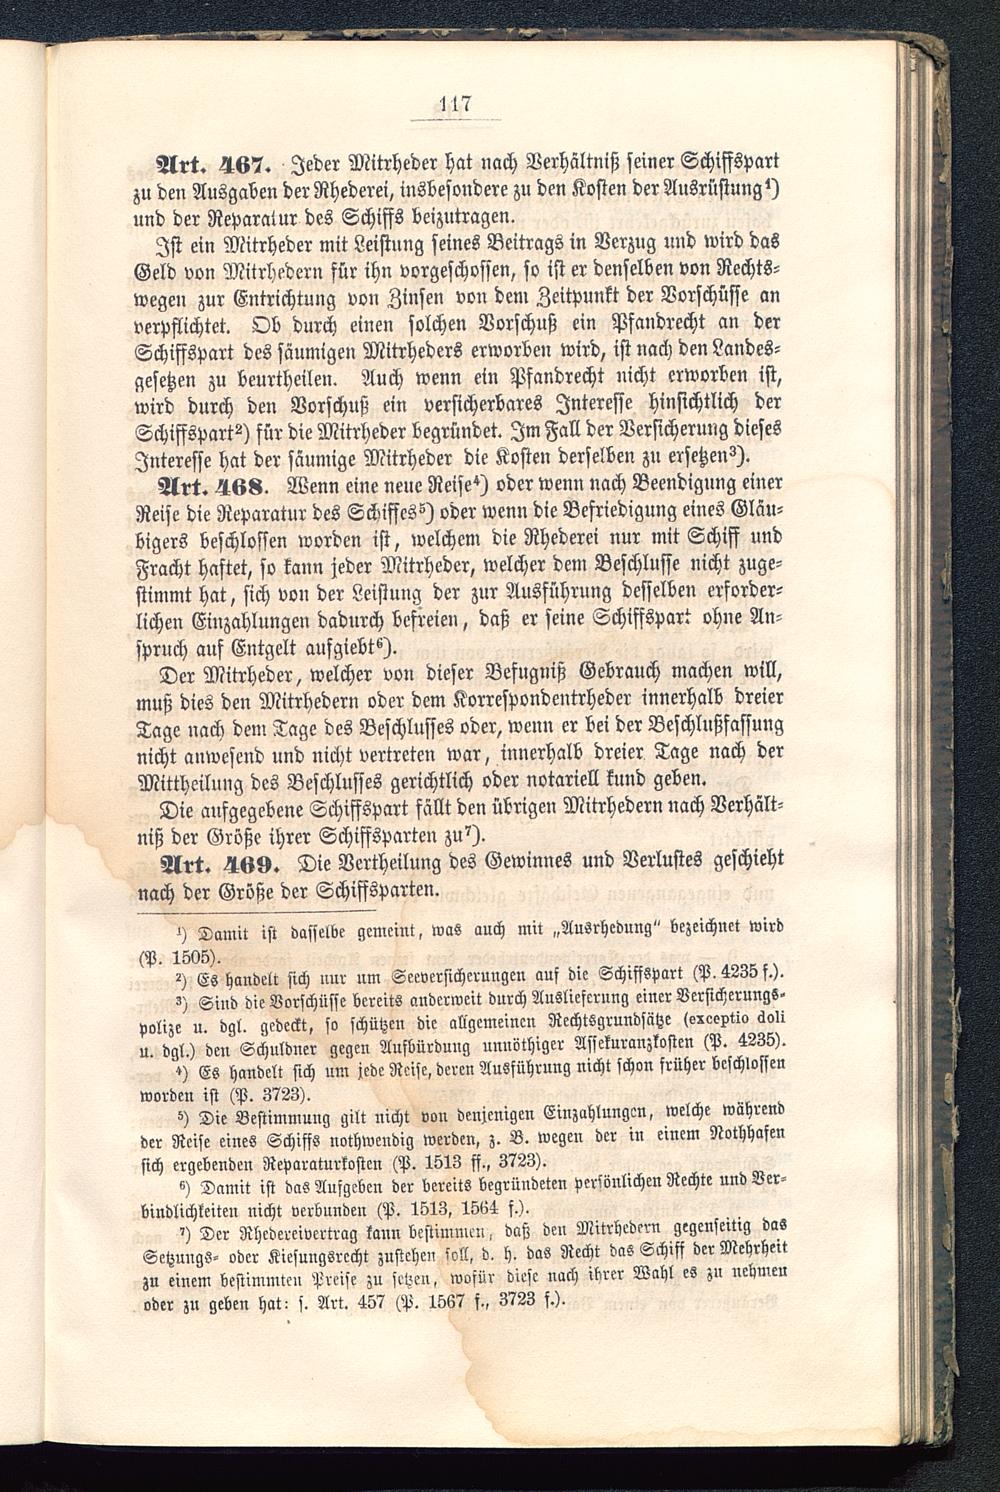 117
Art. 467. Jeder Mitrheder hat nach Verhältniß seiner Schiffspart
zu den Ausgaben der Rhederei, insbesondere zu den Kosten der Ausrüstung¹)
und der Reparatur des Schiffs beizutragen.
Ist ein Mitrheder mit Leistung seines Beitrags in Verzug und wird das
Geld von Mitrhedern für ihn vorgeschossen, so ist er denselben von Rechts-
wegen zur Entrichtung von Zinsen von dem Zeitpunkt der Vorschüsse an
verpflichtet. Ob durch einen solchen Vorschuß ein Pfandrecht an der
Schiffspart des säumigen Mitrheders erworben wird, ist nach den Landes-
gesetzen zu beurtheilen. Auch wenn ein Pfandrecht nicht erworben ist,
wird durch den Vorschuß ein versicherbares Interesse hinsichtlich der
Schiffspart²) für die Mitrheder begründet. Im Fall der Versicherung dieses
Interesse hat der säumige Mitrheder die Kosten derselben zu ersetzen³).
Art. 468. Wenn eine neue Reise⁴) oder wenn nach Beendigung einer
Reise die Reparatur des Schiffes⁵) oder wenn die Befriedigung eines Gläu-
bigers beschlossen worden ist, welchem die Rhederei nur mit Schiff und
Fracht haftet, so kann jeder Mitrheder, welcher dem Beschlusse nicht zuge-
stimmt hat, sich von der Leistung der zur Ausführung desselben erforder-
lichen Einzahlungen dadurch befreien, daß er seine Schiffspart ohne An-
spruch auf Entgelt aufgiebt⁶).
Der Mitrheder, welcher von dieser Befugniß Gebrauch machen will,
muß dies den Mitrhedern oder dem Korrespondentrheder innerhalb dreier
Tage nach dem Tage des Beschlusses oder, wenn er bei der Beschlußfassung
nicht anwesend und nicht vertreten war, innerhalb dreier Tage nach der
Mittheilung des Beschlusses gerichtlich oder notariell kund geben.
Die aufgegebene Schiffspart fällt den übrigen Mitrhedern nach Verhält-
niß der Größe ihrer Schiffsparten zu⁷).
Art. 469. Die Vertheilung des Gewinnes und Verlustes geschieht
nach der Größe der Schiffsparten.
¹) Damit ist dasselbe gemeint, was auch mit „Ausrhedung“ bezeichnet wird
(P. 1505).
²) Es handelt sich nur um Seeversicherungen auf die Schiffspart (P. 4235 f.).
³) Sind die Vorschüsse bereits anderweit durch Auslieferung einer Versicherungs-
polize u. dgl. gedeckt, so schützen die allgemeinen Rechtsgrundsätze (exceptio doli
u. dgl.) den Schuldner gegen Aufbürdung unnöthiger Assekuranzkosten (P. 4235).
⁴) Es handelt sich um jede Reise, deren Ausführung nicht schon früher beschlossen
worden ist (P. 3723).
⁵) Die Bestimmung gilt nicht von denjenigen Einzahlungen, welche während
der Reise eines Schiffs nothwendig werden, z. B. wegen der in einem Nothhafen
sich ergebenden Reparaturkosten (P. 1513 ff., 3723).
⁶) Damit ist das Aufgeben der bereits begründeten persönlichen Rechte und Ver-
bindlichkeiten nicht verbunden (P. 1513, 1564 f.).
⁷) Der Rhedereivertrag kann bestimmen, daß den Mitrhedern gegenseitig das
Setzungs- oder Kiesungsrecht zustehen soll, d. h. das Recht das Schiff der Mehrheit
zu einem bestimmten Preise zu setzen, wofür diese nach ihrer Wahl es zu nehmen
oder zu geben hat: s. Art. 457 (P. 1567 f., 3723 f.).